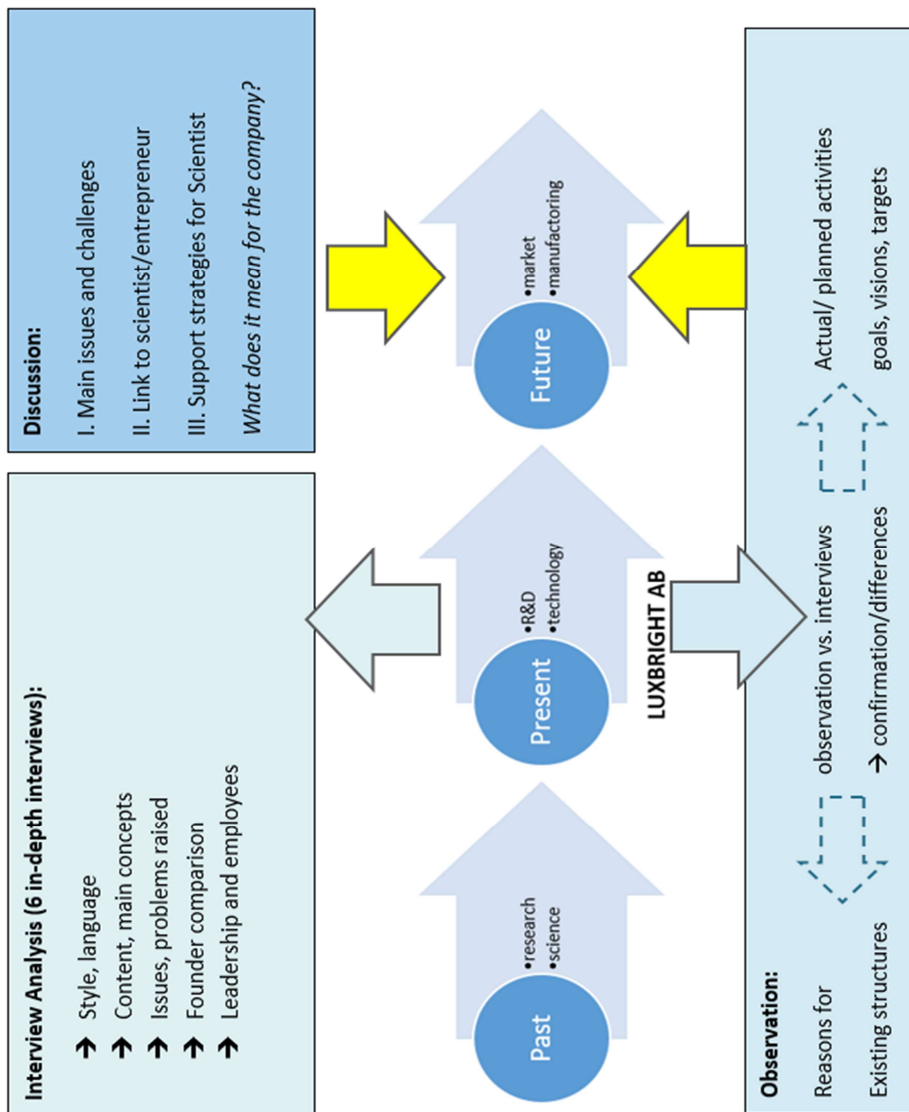 Interview Analysis (6 in-depth interviews):
➔ Style, language
➔ Content, main concepts
➔ Issues, problems raised
➔ Founder comparison
➔ Leadership and employees
Discussion:
I. Main issues and challenges
II. Link to scientist/entrepreneur
III. Support strategies for Scientist
What does it mean for the company?
Past
•research
•science
Present
•R&D
•technology
Future
•market
•manufactoring
LUXBRIGHT AB
Observation:
Reasons for
Existing structures
observation vs. interviews
➔ confirmation/differences
Actual/ planned activities
goals, visions, targets